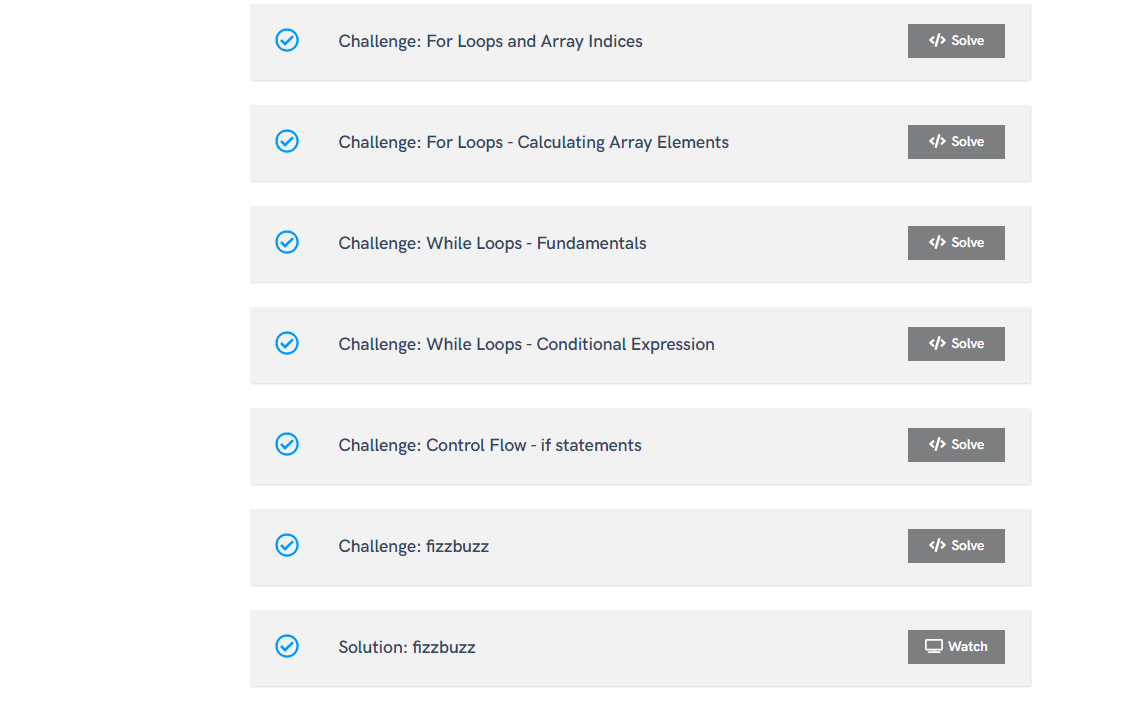 Challenge: For Loops and Array Indices
</> Solve
Challenge: For Loops - Calculating Array Elements
</> Solve
Challenge: While Loops - Fundamentals
</> Solve
Challenge: While Loops - Conditional Expression
</> Solve
Challenge: Control Flow - if statements
</> Solve
Challenge: fizzbuzz
</> Solve
Solution: fizzbuzz
Watch